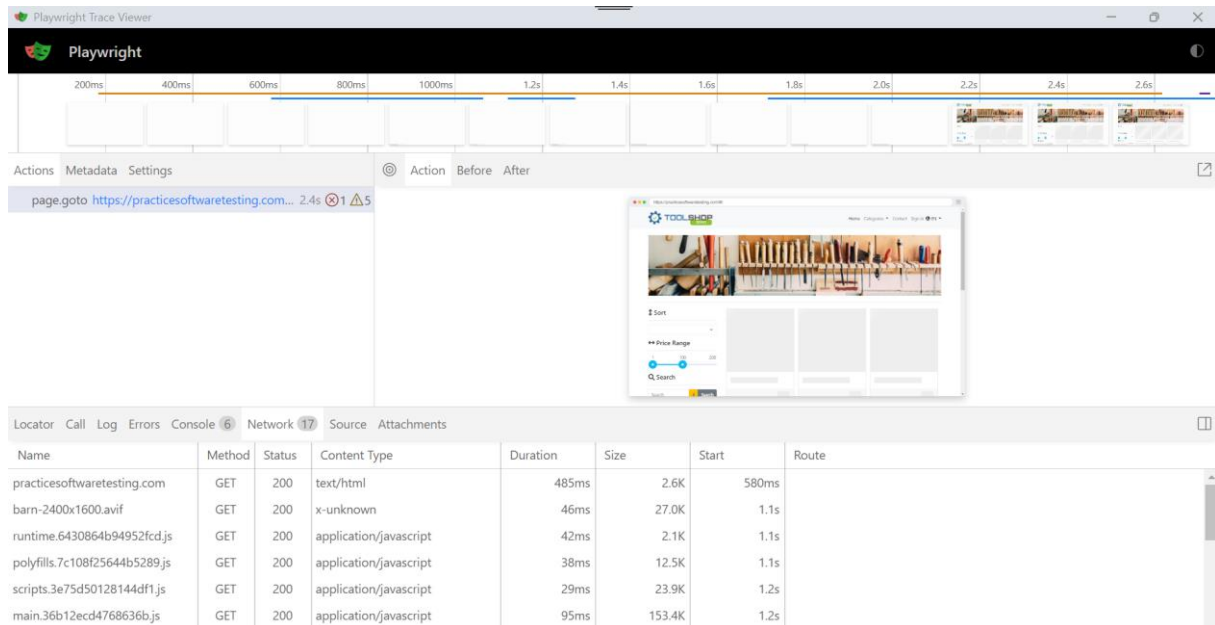 Playwright Trace Viewer
Playwright
200ms 400ms 600ms 800ms 1000ms 1.2s 1.4s 1.6s 1.8s 2.0s 2.2s 2.4s 2.6s
Actions Metadata Settings
Action Before After
page.goto https://practicesoftwaretesting.com... 2.4s 1 5
TOOLSHOP
Home Categories Contact Sign in EN
Sort
Price Range
Search
Search
Locator Call Log Errors Console 6 Network 17 Source Attachments
Name Method Status Content Type Duration Size Start Route
practicesoftwaretesting.com GET 200 text/html 485ms 2.6K 580ms
barn-2400x1600.avif GET 200 x-unknown 46ms 27.0K 1.1s
runtime.6430864b94952fcd.js GET 200 application/javascript 42ms 2.1K 1.1s
polyfills.7c108f25644b5289.js GET 200 application/javascript 38ms 12.5K 1.1s
scripts.3e75d50128144df1.js GET 200 application/javascript 29ms 23.9K 1.2s
main.36b12ecd4768636b.js GET 200 application/javascript 95ms 153.4K 1.2s